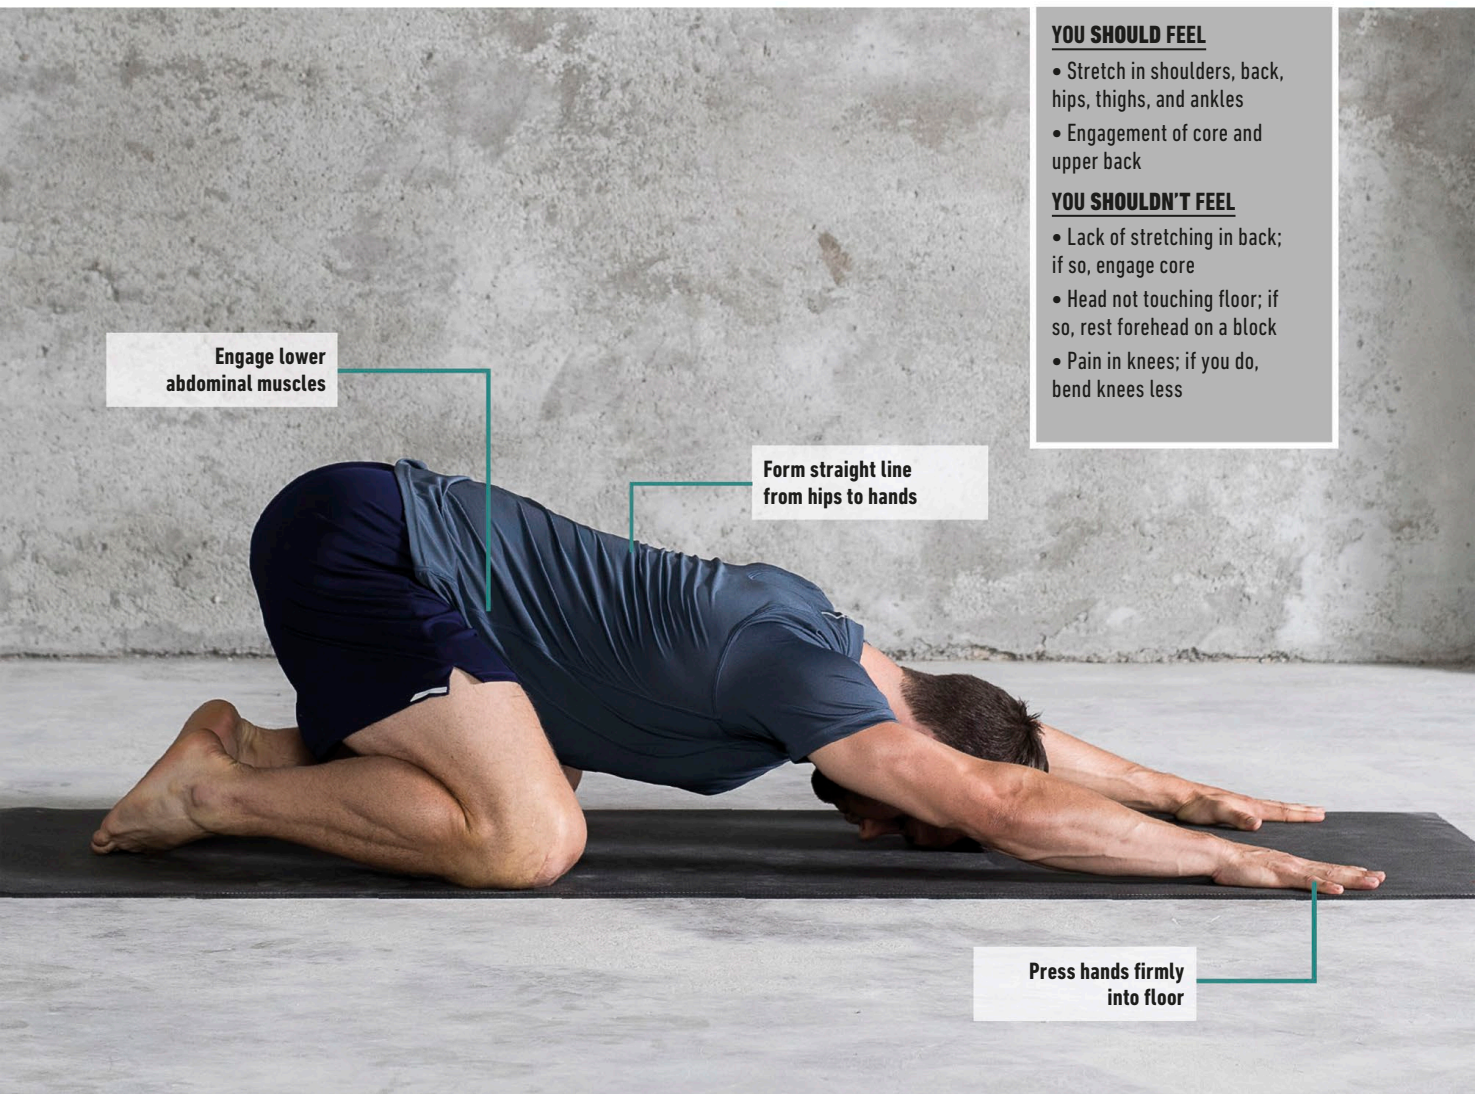 YOU SHOULD FEEL
• Stretch in shoulders, back,
hips, thighs, and ankles
• Engagement of core and
upper back
YOU SHOULDN'T FEEL
• Lack of stretching in back;
if so, engage core
• Head not touching floor; if
so, rest forehead on a block
• Pain in knees; if you do,
bend knees less
Engage lower
abdominal muscles
Form straight line
from hips to hands
Press hands firmly
into floor